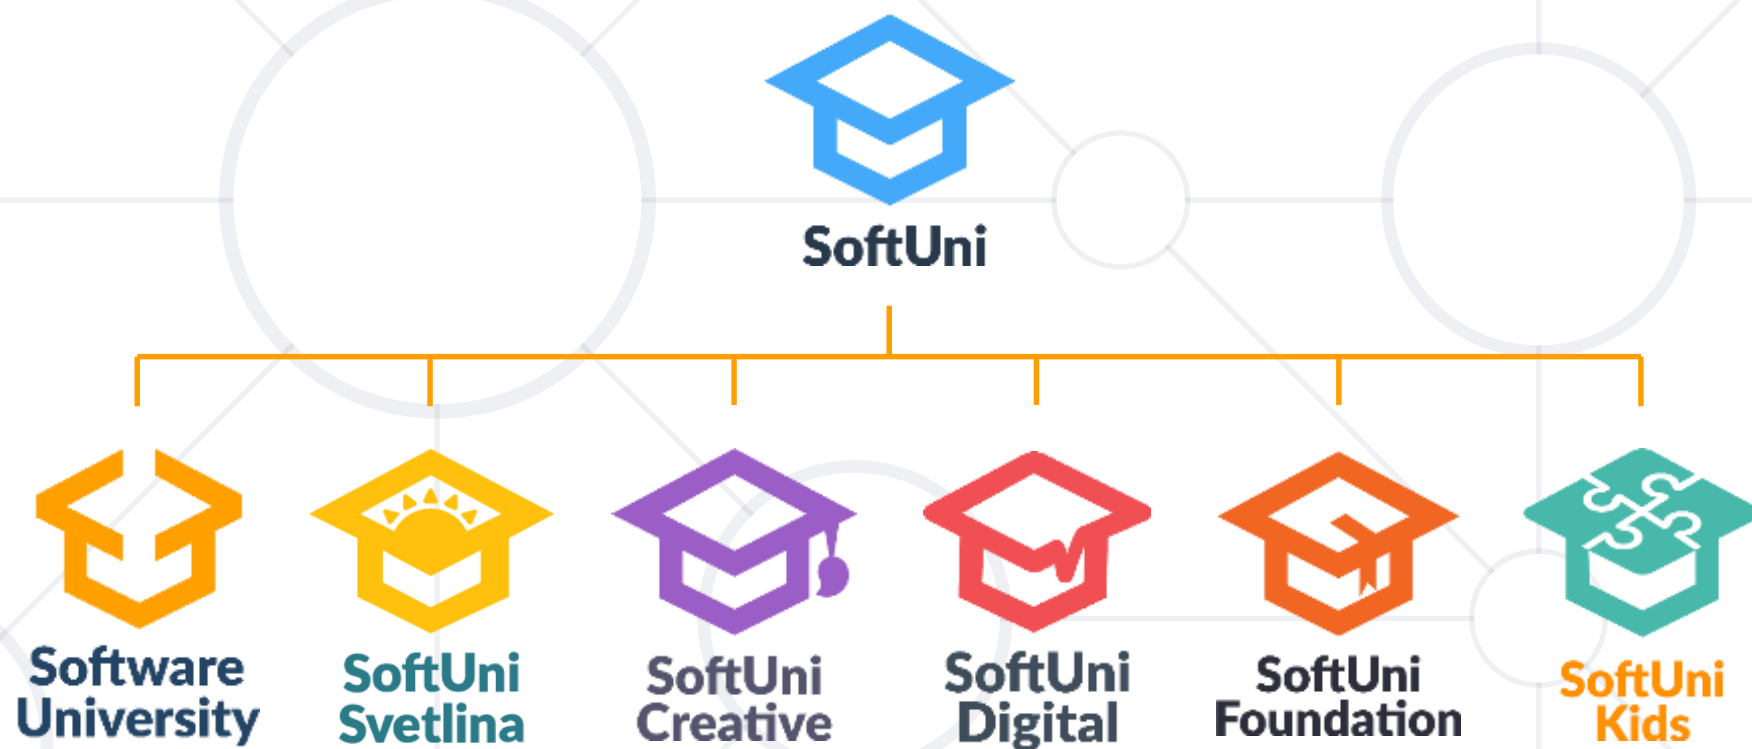 SoftUni
Software
University
SoftUni
Svetlina
SoftUni
Creative
SoftUni
Digital
SoftUni
Foundation
SoftUni
Kids